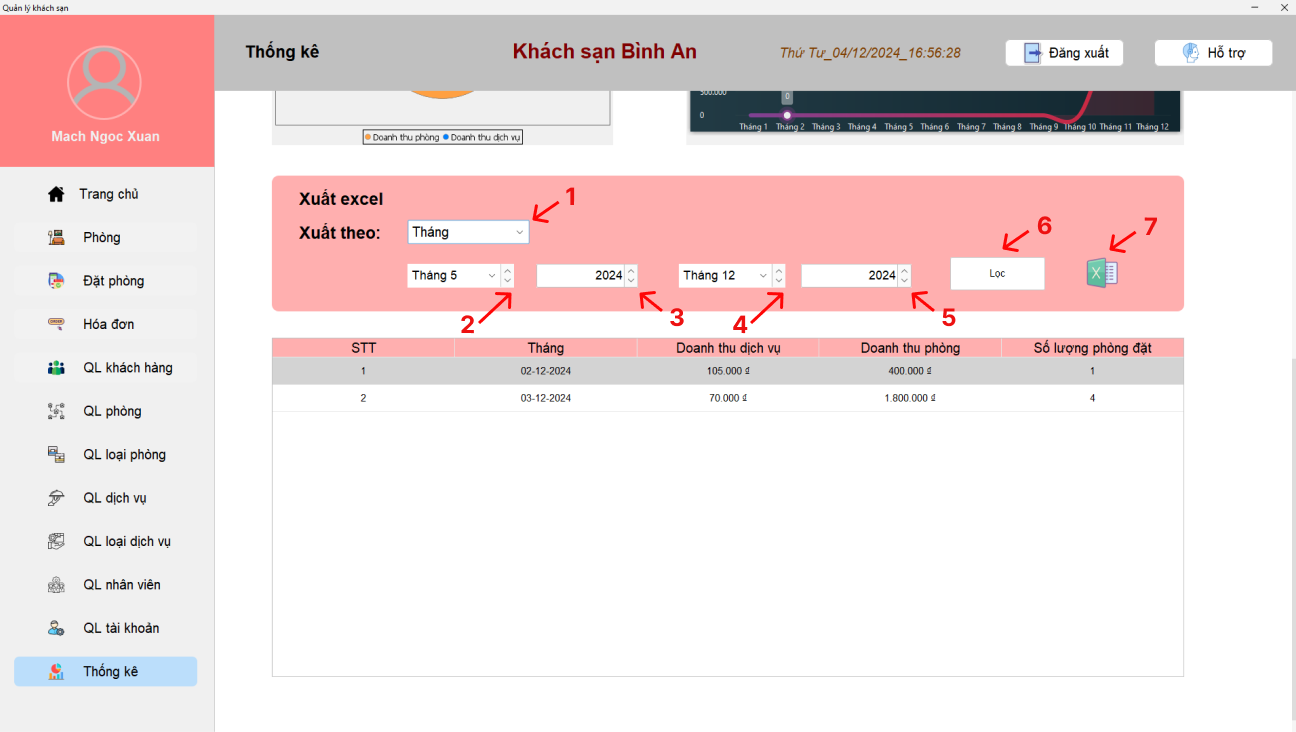 Quản lý khách sạn
Mach Ngoc Xuan
Thống kê
Khách sạn Bình An
Thứ Tư_04/12/2024_16:56:28
Đăng xuất
Hỗ trợ
Trang chủ
Phòng
Đặt phòng
Hóa đơn
QL khách hàng
QL phòng
QL loại phòng
QL dịch vụ
QL loại dịch vụ
QL nhân viên
QL tài khoản
Thống kê
Doanh thu phòng Doanh thu dịch vụ
500.000
0
0
Tháng 1 Tháng 2 Tháng 3 Tháng 4 Tháng 5 Tháng 6 Tháng 7 Tháng 8 Tháng 9 Tháng 10 Tháng 11 Tháng 12
Xuất excel
1
Xuất theo: Tháng
6
7
Tháng 5 2024 Tháng 12 2024 Lọc
2 3 4 5
STT Tháng Doanh thu dịch vụ Doanh thu phòng Số lượng phòng đặt
1 02-12-2024 105.000 ₫ 400.000 ₫ 1
2 03-12-2024 70.000 ₫ 1.800.000 ₫ 4